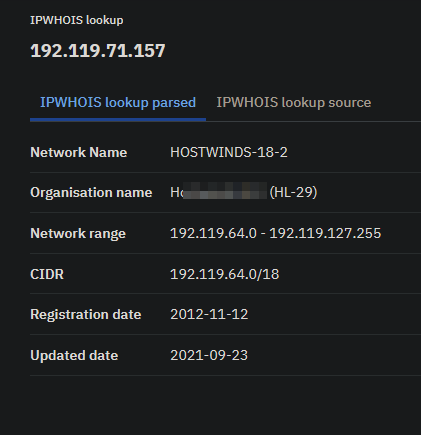 IPWHOIS lookup
192.119.71.157
IPWHOIS lookup parsed IPWHOIS lookup source
Network Name HOSTWINDS-18-2
Organisation name (HL-29)
Network range 192.119.64.0 - 192.119.127.255
CIDR 192.119.64.0/18
Registration date 2012-11-12
Updated date 2021-09-23